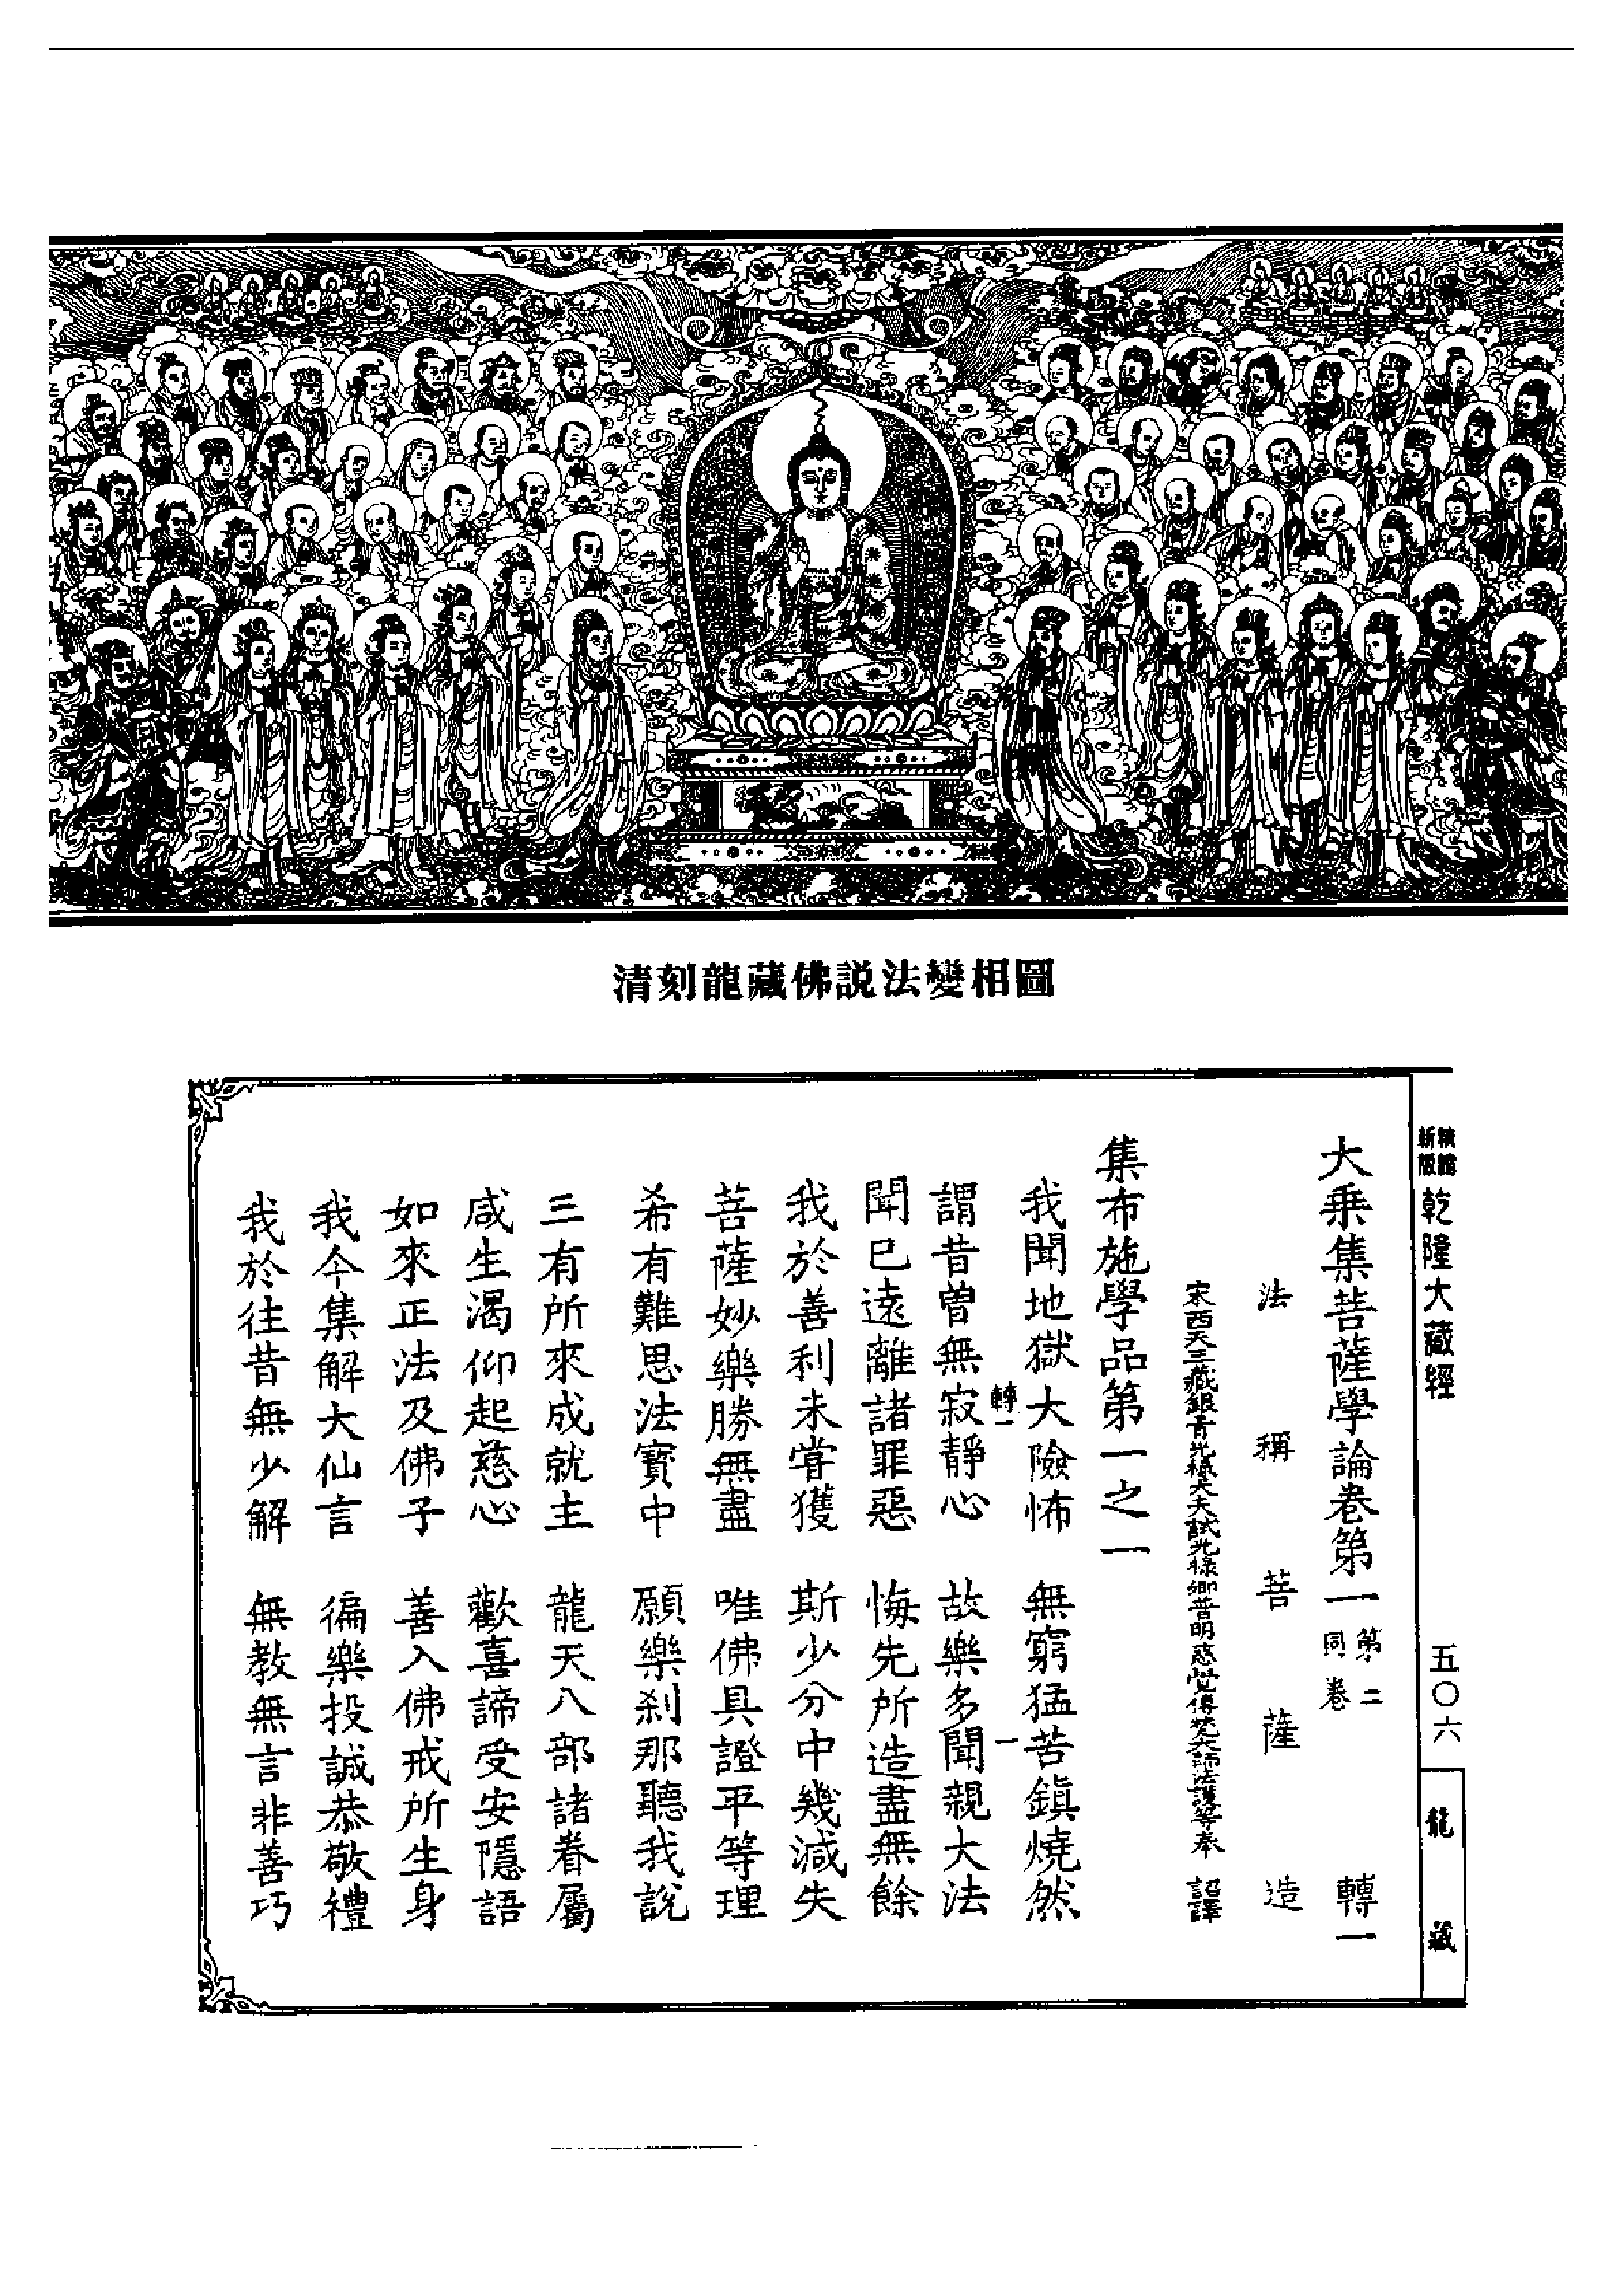 清刻龍藏佛説法變相圖
新版精縮 乾隆大藏經 五〇六 龍藏
大乘集菩薩學論卷第一 第二同卷 轉一
法稱菩薩造
宋西天三藏銀青光祿大夫試光祿卿普明慈覺傳梵大師法護等奉 詔譯
集布施學品第一之一
我聞地獄大險怖 無窮猛苦鎮燒然
轉一 一
謂昔曾無寂靜心 故樂多聞親大法
聞已遠離諸罪惡 悔先所造盡無餘
我於善利未甞獲 斯少分中幾減失
菩薩妙樂勝無盡 唯佛具證平等理
希有難思法寶中 願樂刹那聽我説
三有所來成就主 龍天八部諸眷屬
咸生渴仰起慈心 歡喜諦受安隱語
如來正法及佛子 善入佛戒所生身
我今集解大仙言 徧樂投誠恭敬禮
我於往昔無少解 無教無言非善巧